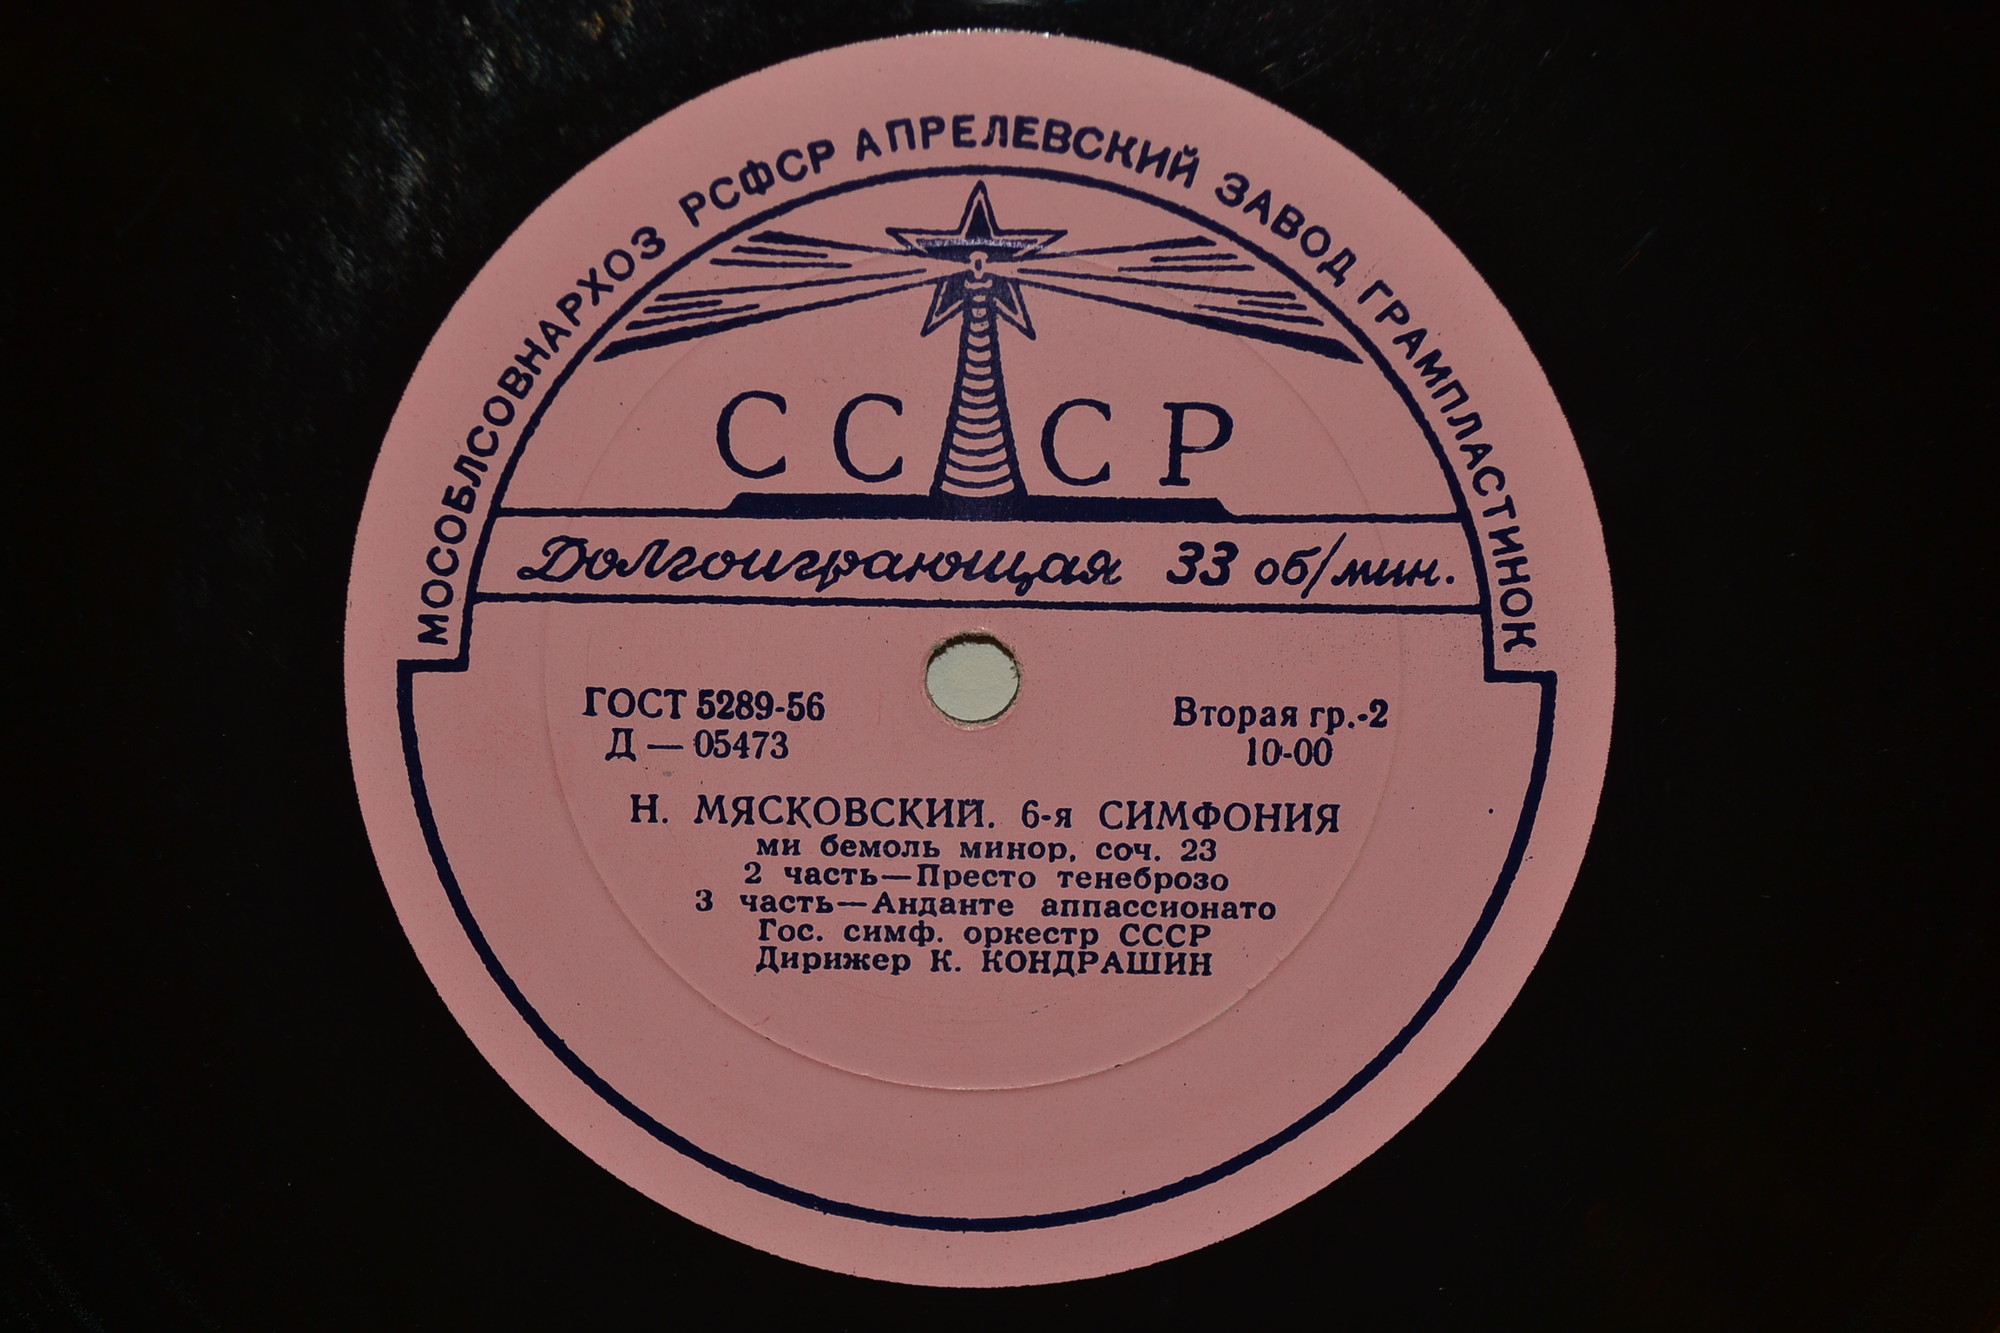 МОСОБЛСОВНАРХОЗ РСФСР АПРЕЛЕВСКИЙ ЗАВОД ГРАМПЛАСТИНОК
СССР
Долгоиграющая 33 об/мин.
ГОСТ 5289-56
Д — 05473
Вторая гр.-2
10-00
Н. МЯСКОВСКИЙ. 6-я СИМФОНИЯ
ми бемоль минор, соч. 23
2 часть—Престо тенеброзо
3 часть—Анданте аппассионато
Гос. симф. оркестр СССР
Дирижер К. КОНДРАШИН